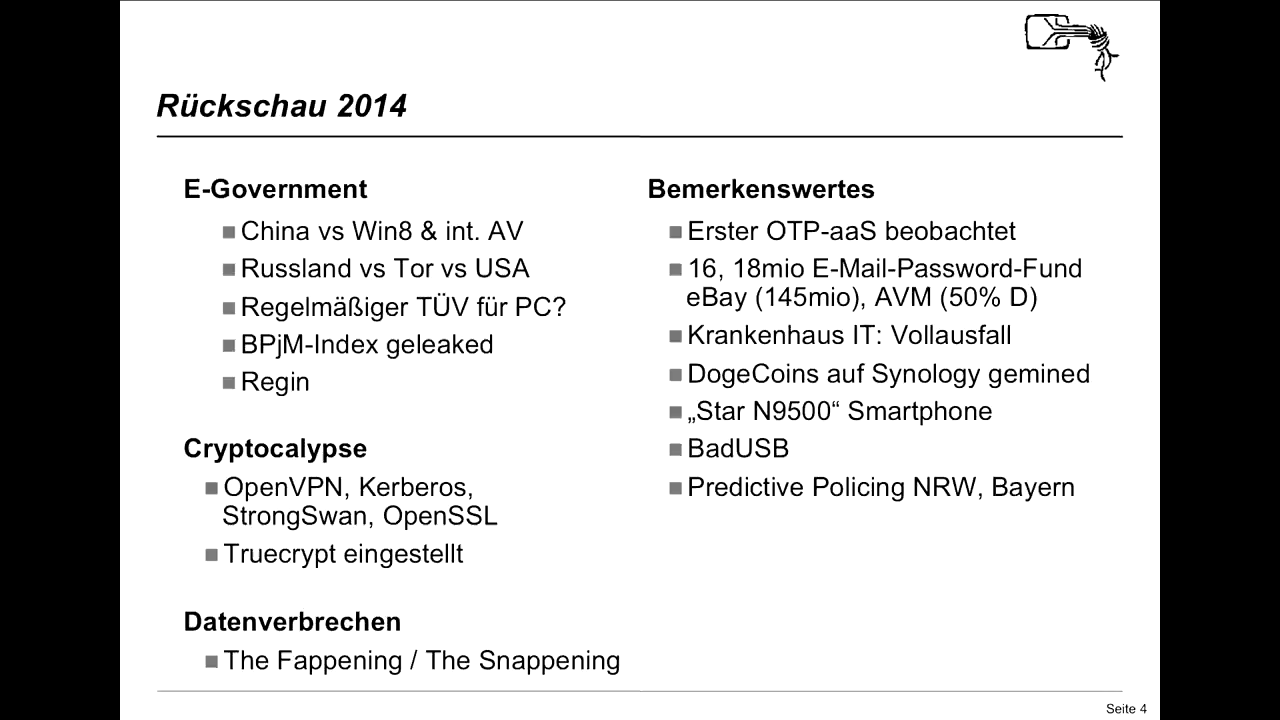 Rückschau 2014
E-Government
China vs Win8 & int. AV
Russland vs Tor vs USA
Regelmäßiger TÜV für PC?
BPjM-Index geleaked
Regin
Cryptocalypse
OpenVPN, Kerberos,
StrongSwan, OpenSSL
Truecrypt eingestellt
Datenverbrechen
The Fappening / The Snappening
Bemerkenswertes
Erster OTP-aaS beobachtet
16, 18mio E-Mail-Password-Fund
eBay (145mio), AVM (50% D)
Krankenhaus IT: Vollausfall
DogeCoins auf Synology gemined
„Star N9500“ Smartphone
BadUSB
Predictive Policing NRW, Bayern
Seite 4